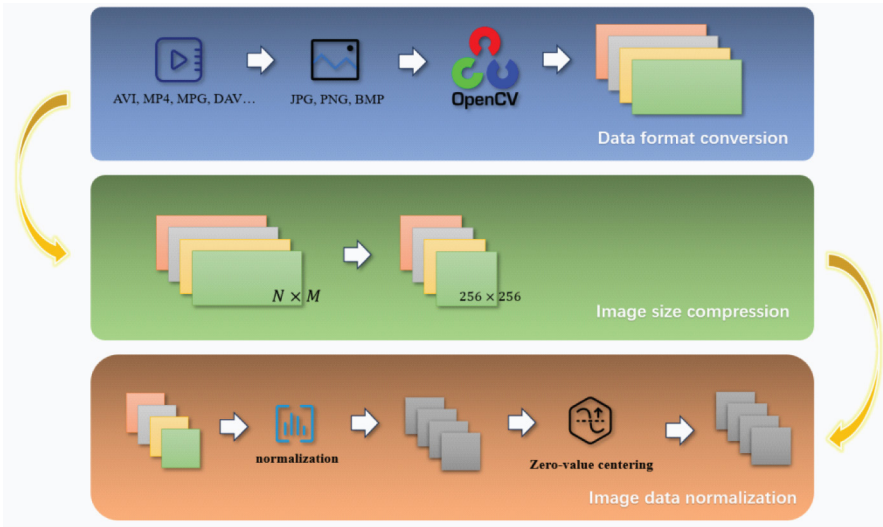 AVI, MP4, MPG, DAV...
JPG, PNG, BMP
OpenCV
Data format conversion
N × M
256 × 256
Image size compression
normalization
Zero-value centering
Image data normalization